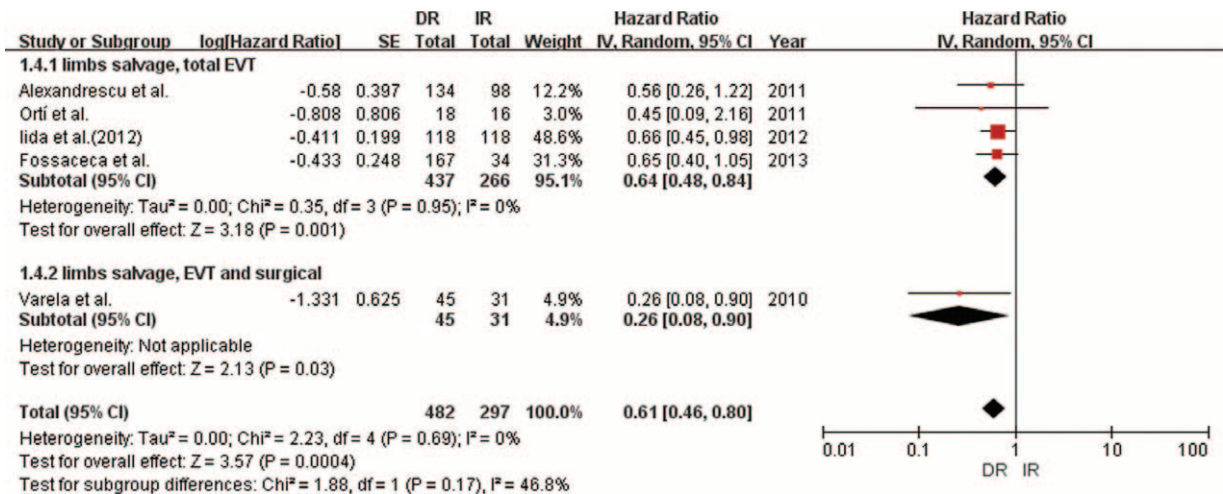 DR IR Hazard Ratio Hazard Ratio
Study or Subgroup log[Hazard Ratio] SE Total Total Weight IV, Random, 95% CI Year IV, Random, 95% CI
1.4.1 limbs salvage, total EVT
Alexandrescu et al. -0.58 0.397 134 98 12.2% 0.56 [0.26, 1.22] 2011
Ortí et al. -0.808 0.806 18 16 3.0% 0.45 [0.09, 2.16] 2011
Iida et al.(2012) -0.411 0.199 118 118 48.6% 0.66 [0.45, 0.98] 2012
Fossaceca et al. -0.433 0.248 167 34 31.3% 0.65 [0.40, 1.05] 2013
Subtotal (95% CI) 437 266 95.1% 0.64 [0.48, 0.84]
Heterogeneity: Tau² = 0.00; Chi² = 0.35, df = 3 (P = 0.95); I² = 0%
Test for overall effect: Z = 3.18 (P = 0.001)
1.4.2 limbs salvage, EVT and surgical
Varela et al. -1.331 0.625 45 31 4.9% 0.26 [0.08, 0.90] 2010
Subtotal (95% CI) 45 31 4.9% 0.26 [0.08, 0.90]
Heterogeneity: Not applicable
Test for overall effect: Z = 2.13 (P = 0.03)
Total (95% CI) 482 297 100.0% 0.61 [0.46, 0.80]
Heterogeneity: Tau² = 0.00; Chi² = 2.23, df = 4 (P = 0.69); I² = 0%
0.01 0.1 1 10 100
Test for overall effect: Z = 3.57 (P = 0.0004)
DR IR
Test for subgroup differences: Chi² = 1.88, df = 1 (P = 0.17), I² = 46.8%